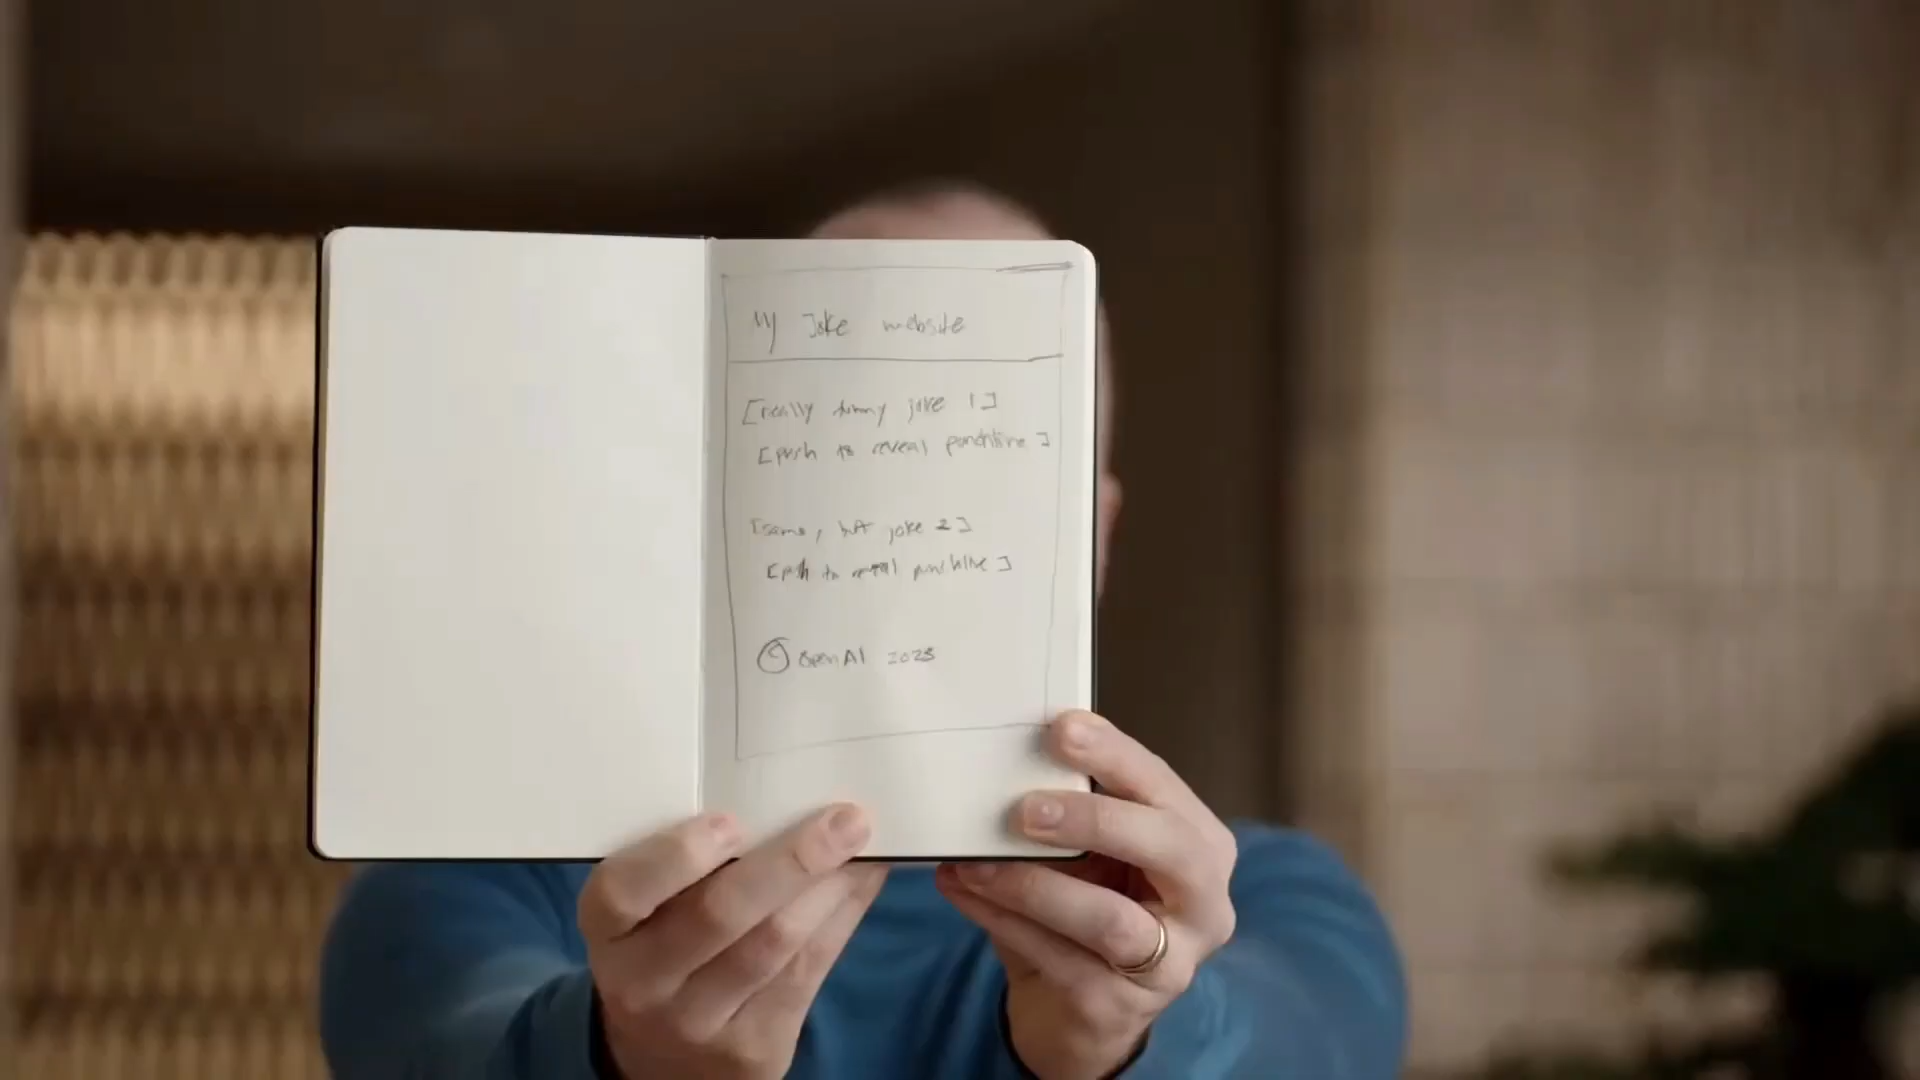 My Joke website
[really funny joke 1]
[push to reveal punchline]
[same, but joke 2]
[push to reveal punchline]
© OpenAI 2023